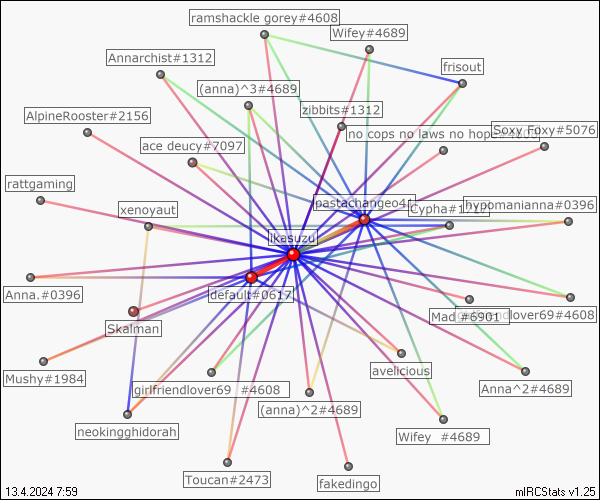 ramshackle gorey#4608
Wifey#4689
Annarchist#1312
frisout
(anna)^3#4689
zibbits#1312
AlpineRooster#2156
no cops no laws no hope
Soxy Foxy#5076
ace deucy#7097
rattgaming
pastachangeo4r
hypomanianna#0396
xenoyaut
Cypha#1
ikasuzu
Anna.#0396
default#0617
lover69#4608
Mad #6901
Skalman
avelicious
Mushy#1984
girlfriendlover69 #4608
Anna^2#4689
(anna)^2#4689
neokingghidorah
Wifey #4689
Toucan#2473
fakedingo
13.4.2024 7:59
mIRCStats v1.25